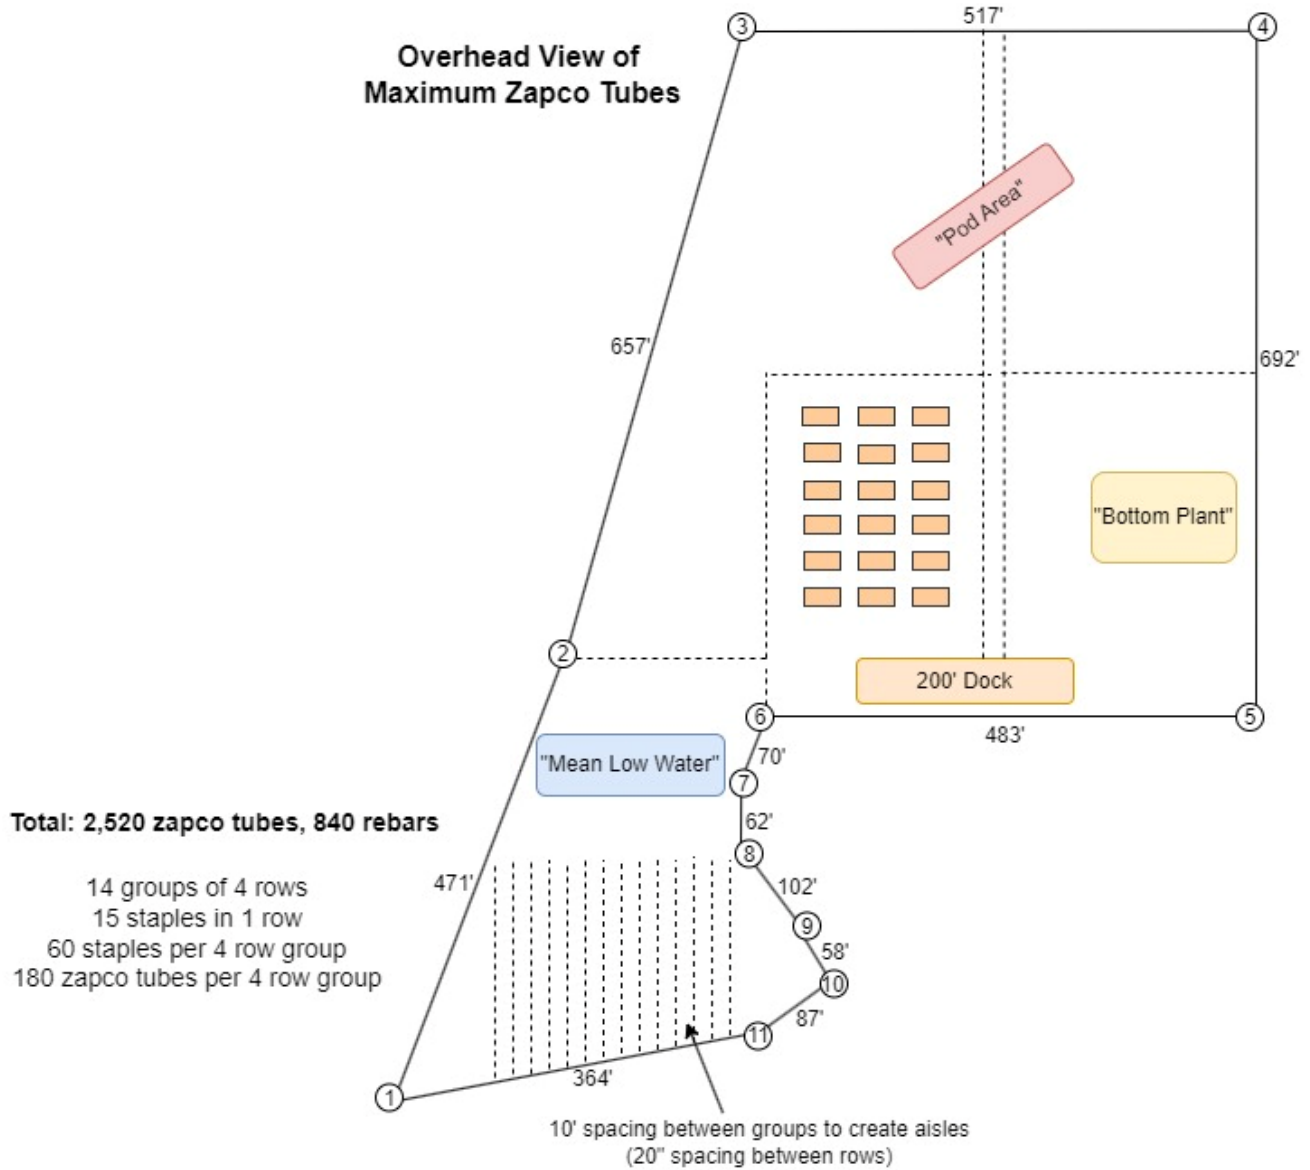 Overhead View of
Maximum Zapco Tubes
3
517'
4
"Pod Area"
657'
692'
"Bottom Plant"
2
200' Dock
6
5
483'
70'
"Mean Low Water"
7
62'
8
Total: 2,520 zapco tubes, 840 rebars
14 groups of 4 rows
15 staples in 1 row
60 staples per 4 row group
180 zapco tubes per 4 row group
471'
102'
9
58'
10
87'
11
364'
1
10' spacing between groups to create aisles
(20" spacing between rows)